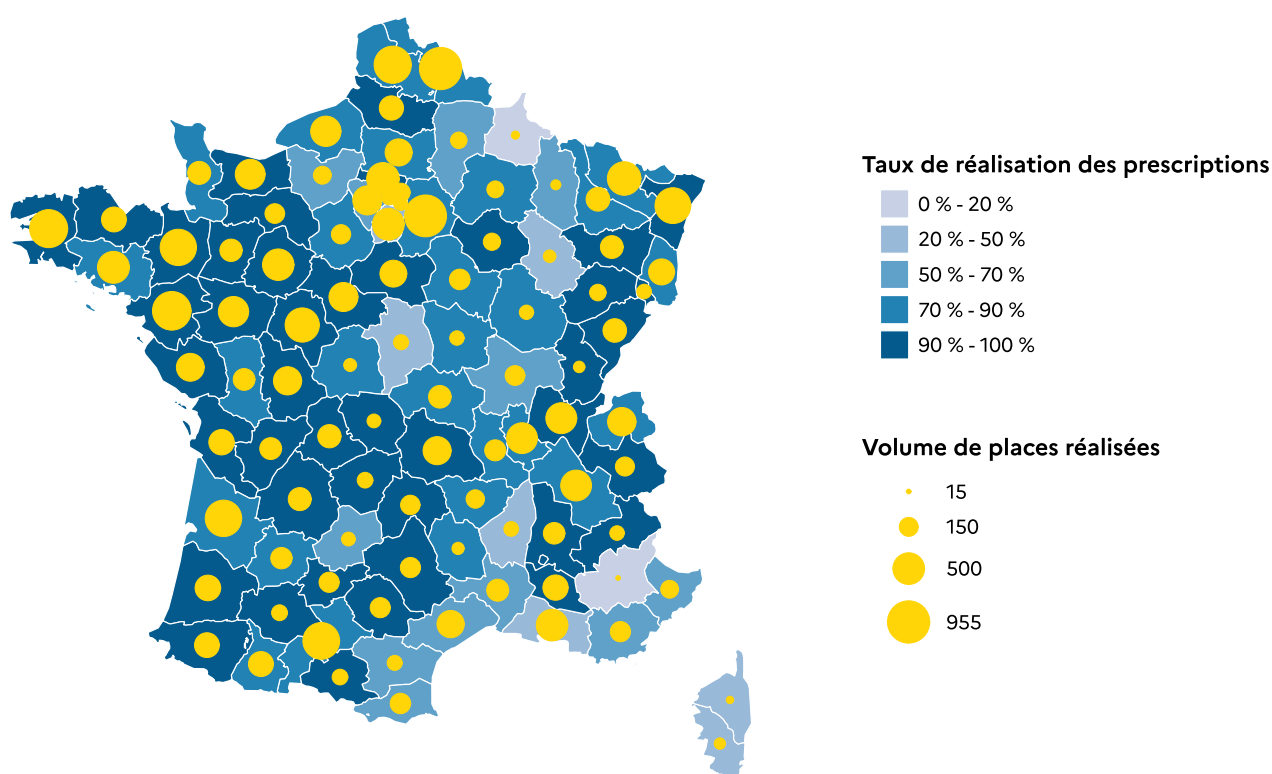 Taux de réalisation des prescriptions
0 % - 20 %
20 % - 50 %
50 % - 70 %
70 % - 90 %
90 % - 100 %
Volume de places réalisées
15
150
500
955